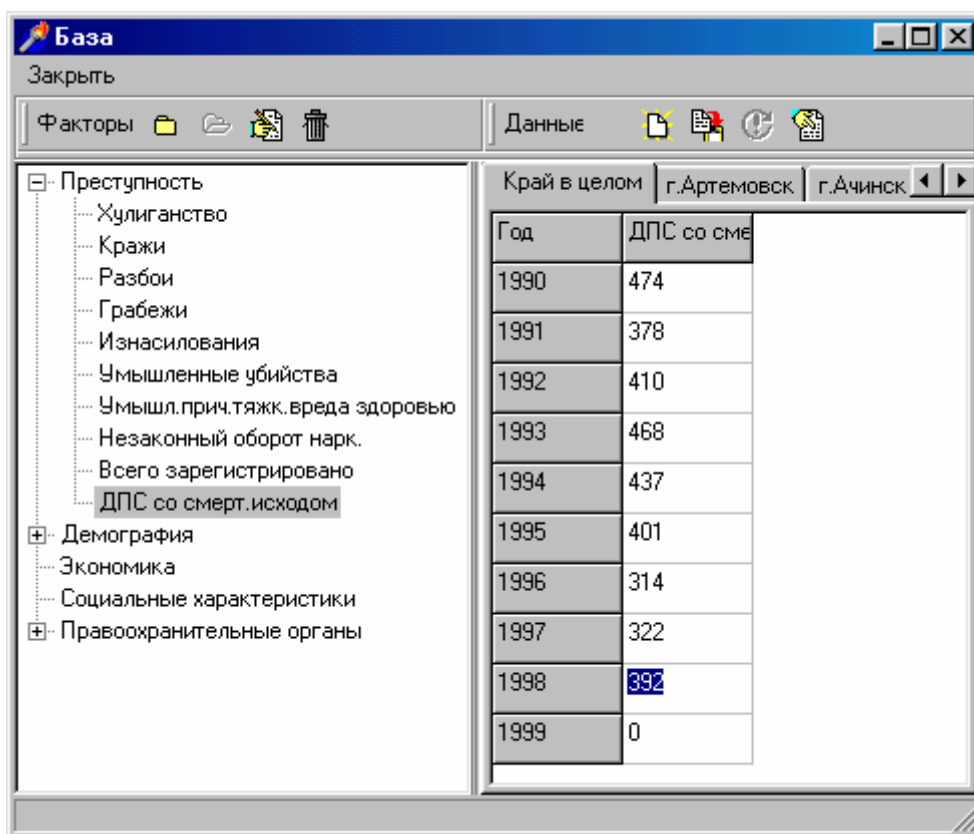 База
Закрыть
Факторы
Данные
Преступность
Хулиганство
Кражи
Разбои
Грабежи
Изнасилования
Умышленные убийства
Умышл.прич.тяжк.вреда здоровью
Незаконный оборот нарк.
Всего зарегистрировано
ДПС со смерт.исходом
Демография
Экономика
Социальные характеристики
Правоохранительные органы
Край в целом г.Артемовск г.Ачинск
Год ДПС со сме
1990 474
1991 378
1992 410
1993 468
1994 437
1995 401
1996 314
1997 322
1998 392
1999 0